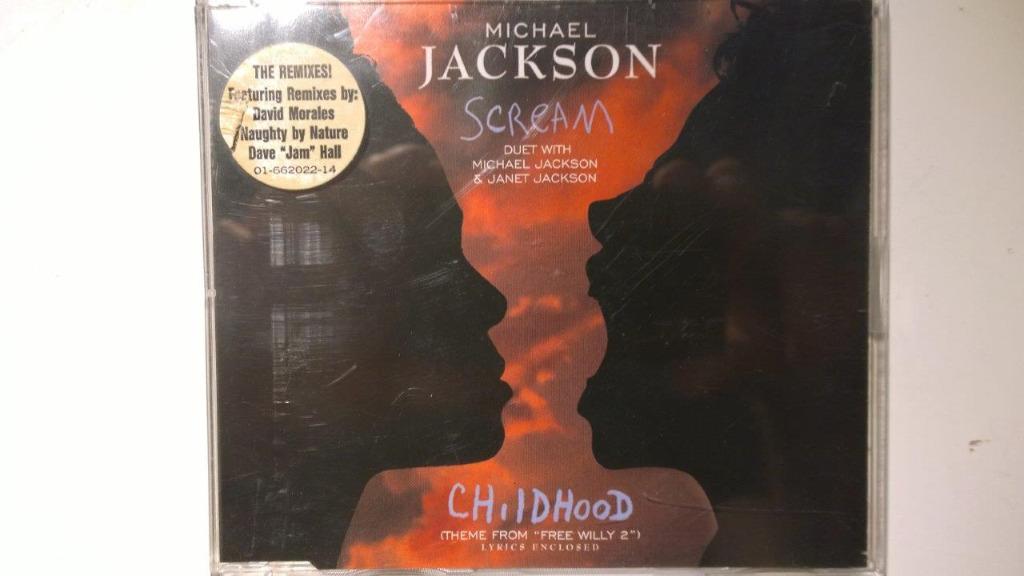 MICHAEL
JACKSON
SCReAM
DUET WITH
MICHAEL JACKSON
& JANET JACKSON
THE REMIXES!
Featuring Remixes by:
David Morales
Naughty by Nature
Dave "Jam" Hall
01-662022-14
CHilDHOOD
(THEME FROM "FREE WILLY 2")
LYRICS ENCLOSED